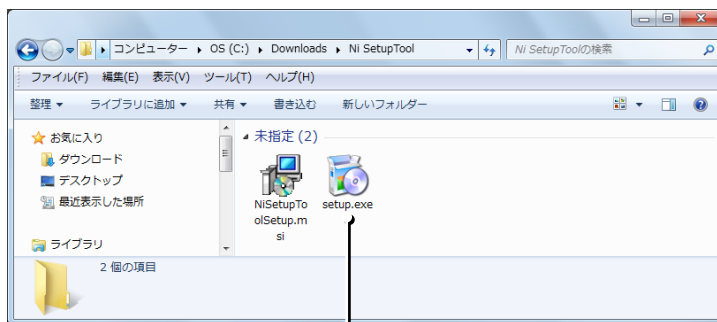 コンピューター ▸ OS (C:) ▸ Downloads ▸ Ni SetupTool
Ni SetupToolの検索
ファイル(F) 編集(E) 表示(V) ツール(T) ヘルプ(H)
整理 ▼ ライブラリに追加 ▼ 共有 ▼ 書き込む 新しいフォルダー
お気に入り
ダウンロード
デスクトップ
最近表示した場所
ライブラリ
未指定 (2)
NiSetupTo
olSetup.m
si
setup.exe
2 個の項目